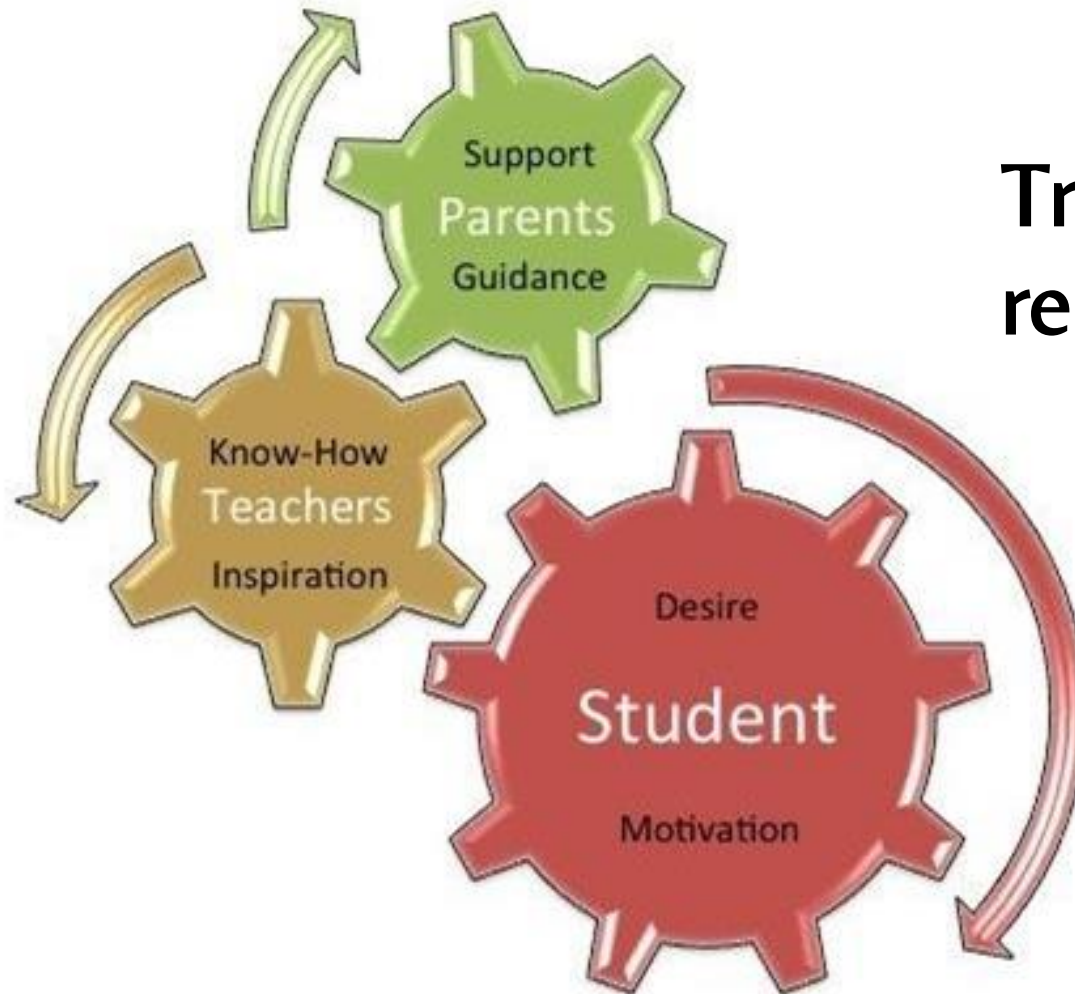 Support
Parents
Guidance
Know-How
Teachers
Inspiration
Desire
Student
Motivation